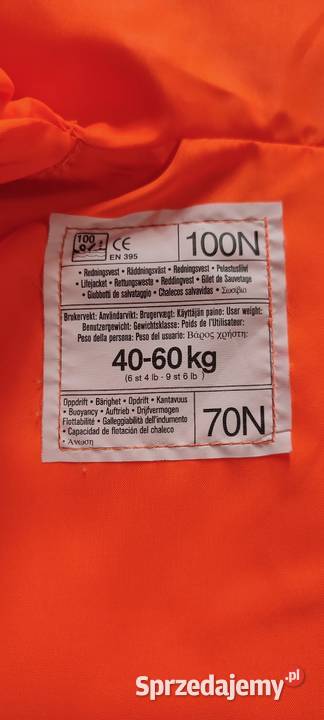 100
CE
EN 395
100N
• Redningsvest • Räddningsväst • Redningsvest • Pelastusliivi
• Lifejacket • Rettungsweste • Reddingvest • Gilet de Sauvetage
• Giubbotti de salvataggio • Chalecos salvavidas • Σωσιβιο
Brukervekt: Användarvikt: Brugervægt: Käyttäjän paino: User weight:
Benutzergewicht: Gewichtsklasse: Poids de l'Utilisateur:
Peso della persona: Peso del usuario: Βάρος χρήστη:
40-60 kg
(6 st 4 lb - 9 st 6 lb )
Oppdrift • Bärighet • Opdrift • Kantavuus
• Buoyancy • Auftrieb • Drijfvermogen
Flottabilité • Galleggiabilità dell'indumento
• Capacidad de flotación del chaleco
• Άνωση
70N
Sprzedajemy.pl